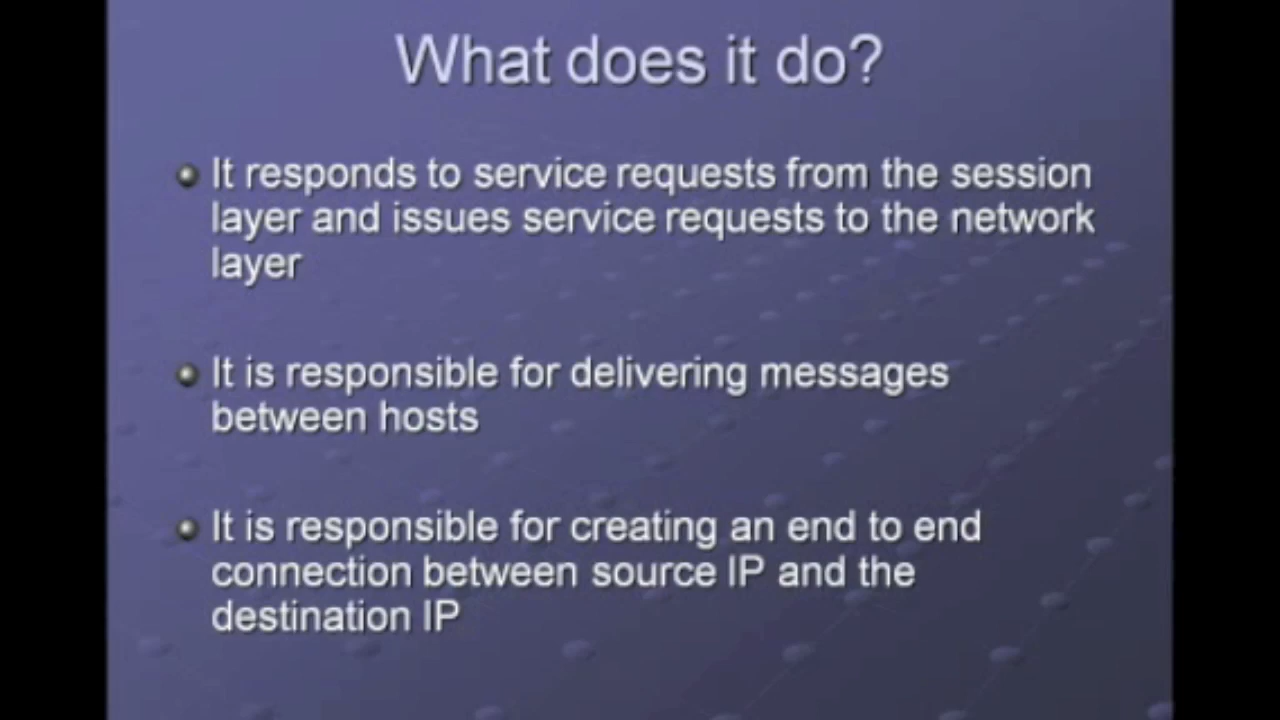 What does it do?
It responds to service requests from the session
layer and issues service requests to the network
layer
It is responsible for delivering messages
between hosts
It is responsible for creating an end to end
connection between source IP and the
destination IP